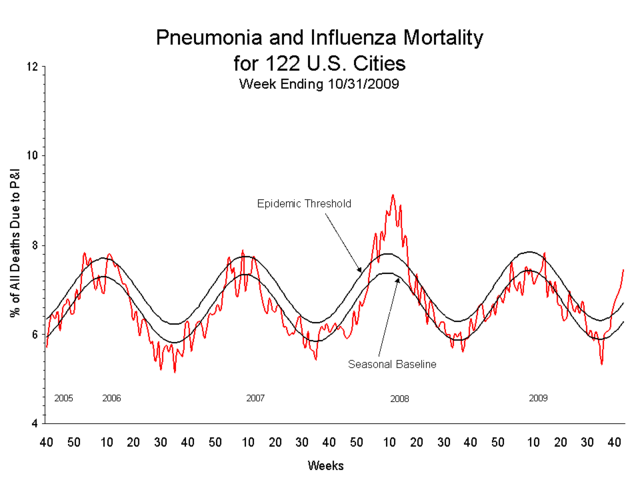 Pneumonia and Influenza Mortality
for 122 U.S. Cities
Week Ending 10/31/2009
12
10
8
6
4
% of All Deaths Due to P&I
Epidemic Threshold
Seasonal Baseline
2005 2006 2007 2008 2009
40 50 10 20 30 40 50 10 20 30 40 50 10 20 30 40 50 10 20 30 40
Weeks